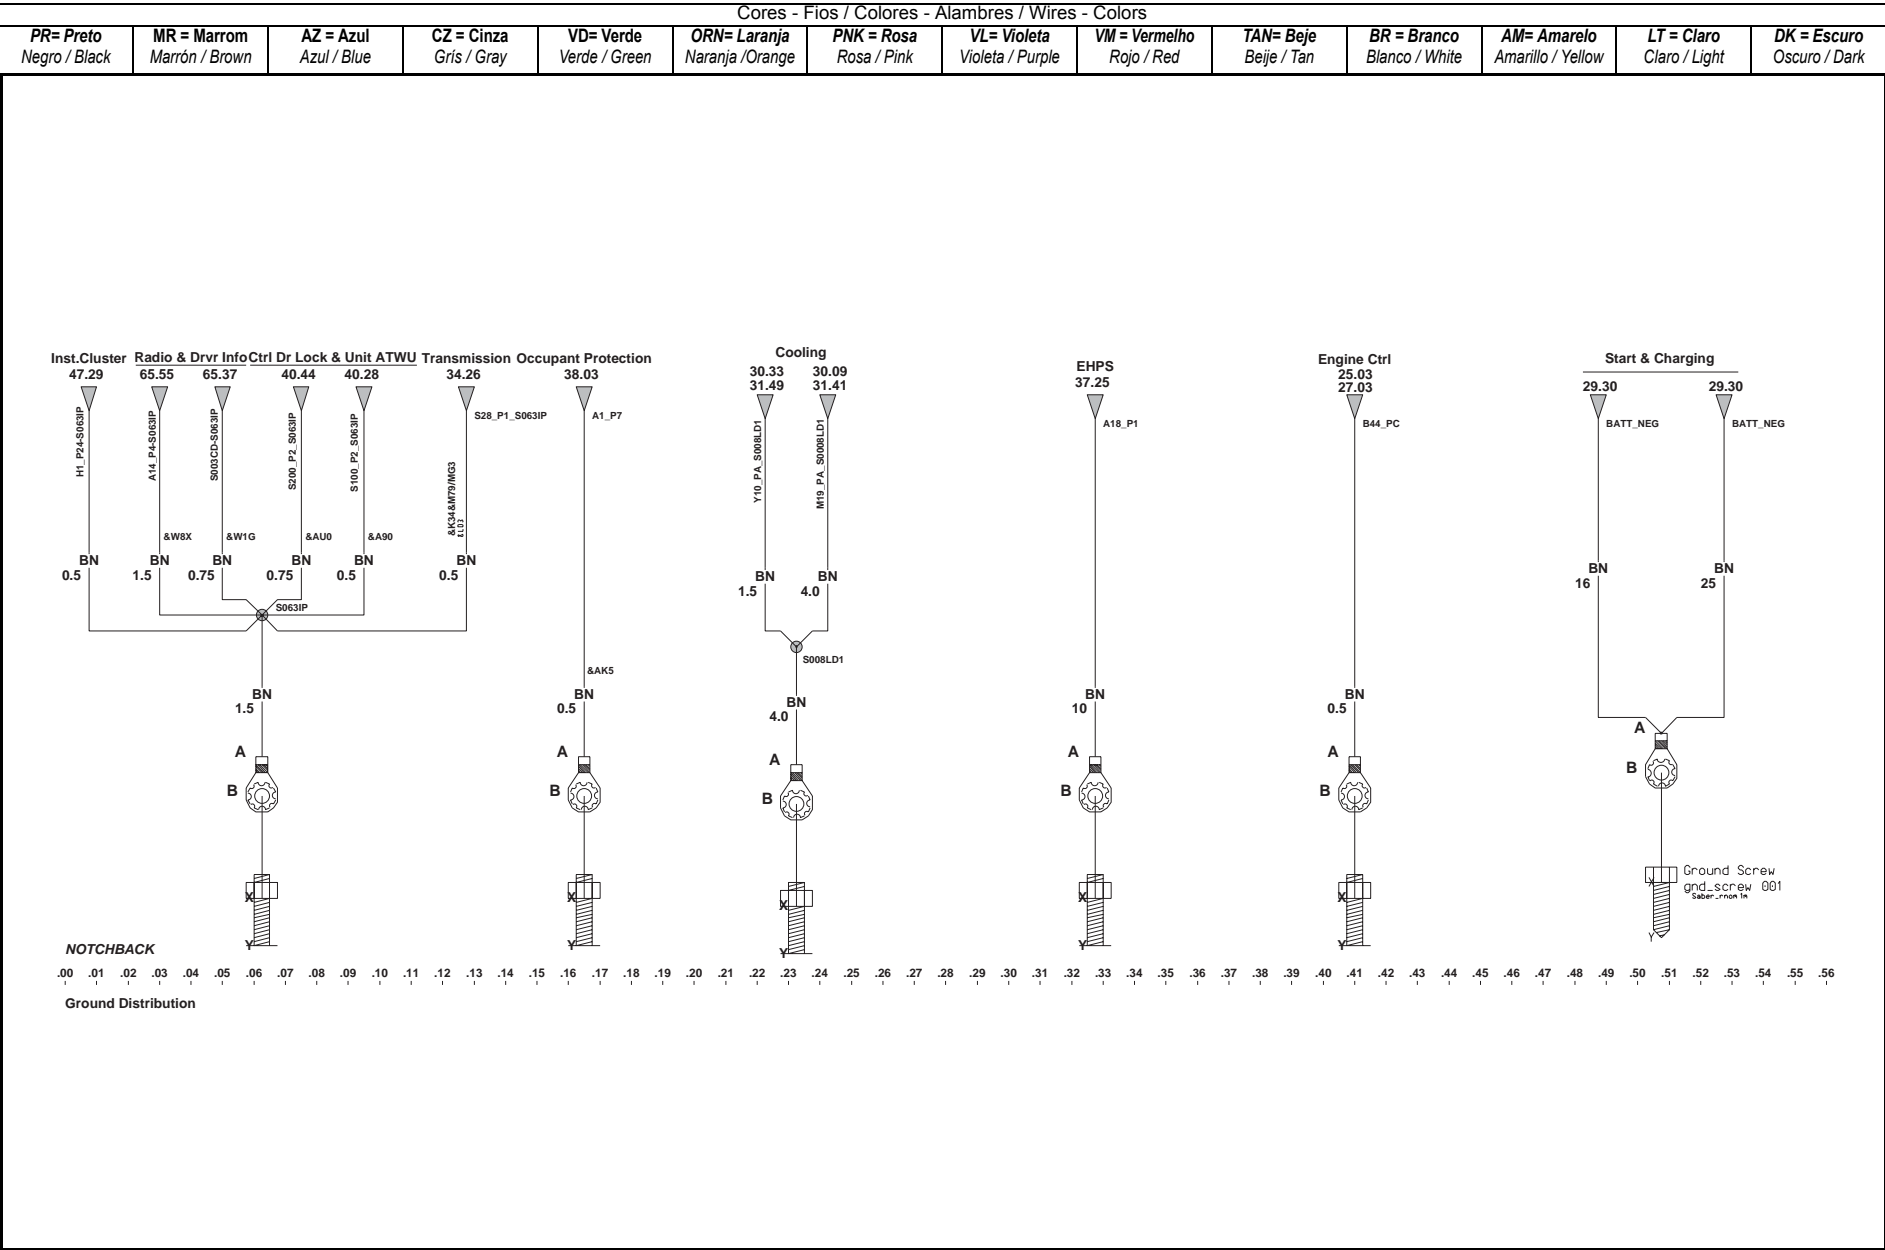 Cores - Fios / Colores - Alambres / Wires - Colors
PR= Preto
Negro / Black
MR = Marrom
Marrón / Brown
AZ = Azul
Azul / Blue
CZ = Cinza
Grís / Gray
VD= Verde
Verde / Green
ORN= Laranja
Naranja /Orange
PNK = Rosa
Rosa / Pink
VL= Violeta
Violeta / Purple
VM = Vermelho
Rojo / Red
TAN= Beje
Beije / Tan
BR = Branco
Blanco / White
AM= Amarelo
Amarillo / Yellow
LT = Claro
Claro / Light
DK = Escuro
Oscuro / Dark
Inst.Cluster
47.29
H1_P24-S063IP
BN
0.5
Radio & Drvr Info
65.55
65.37
A14_P4-S063IP
&W8X
BN
1.5
S003CD-S063IP
&W1G
BN
0.75
Ctrl Dr Lock & Unit ATWU
40.44
40.28
S200_P2_S063IP
&AU0
BN
0.75
S100_P2_S063IP
&A90
BN
0.5
Transmission
34.26
S28_P1_S063IP
&K34&M79/MG3
&LD3
BN
0.5
S063IP
BN
1.5
A
B
X
Y
Occupant Protection
38.03
A1_P7
&AK5
BN
0.5
A
B
X
Y
Cooling
30.33
31.49
30.09
31.41
Y10_PA_S008LD1
M19_PA_S0008LD1
BN
1.5
BN
4.0
S008LD1
BN
4.0
A
B
X
Y
EHPS
37.25
A18_P1
BN
10
A
B
X
Y
Engine Ctrl
25.03
27.03
B44_PC
BN
0.5
A
B
X
Y
Start & Charging
29.30
29.30
BATT_NEG
BATT_NEG
BN
16
BN
25
A
B
X
Y
Ground Screw
gnd_screw 001
NOTCHBACK
.00 .01 .02 .03 .04 .05 .06 .07 .08 .09 .10 .11 .12 .13 .14 .15 .16 .17 .18 .19 .20 .21 .22 .23 .24 .25 .26 .27 .28 .29 .30 .31 .32 .33 .34 .35 .36 .37 .38 .39 .40 .41 .42 .43 .44 .45 .46 .47 .48 .49 .50 .51 .52 .53 .54 .55 .56
Ground Distribution